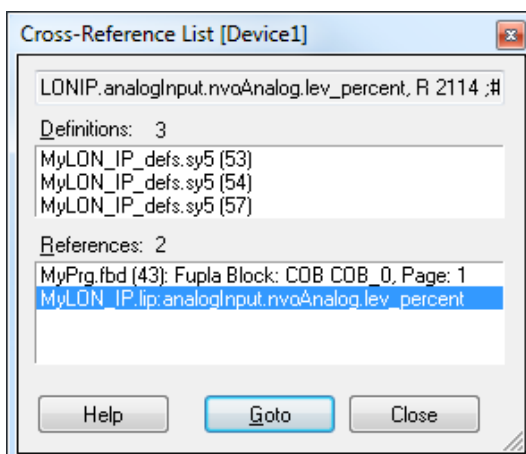 Cross-Reference List [Device1]
LONIP.analogInput.nvoAnalog.lev_percent, R 2114 ;#
Definitions: 3
MyLON_IP_defs.sy5 (53)
MyLON_IP_defs.sy5 (54)
MyLON_IP_defs.sy5 (57)
References: 2
MyPrg.fbd (43): Fupla Block: COB COB_0, Page: 1
MyLON_IP.lip:analogInput.nvoAnalog.lev_percent
Help Goto Close